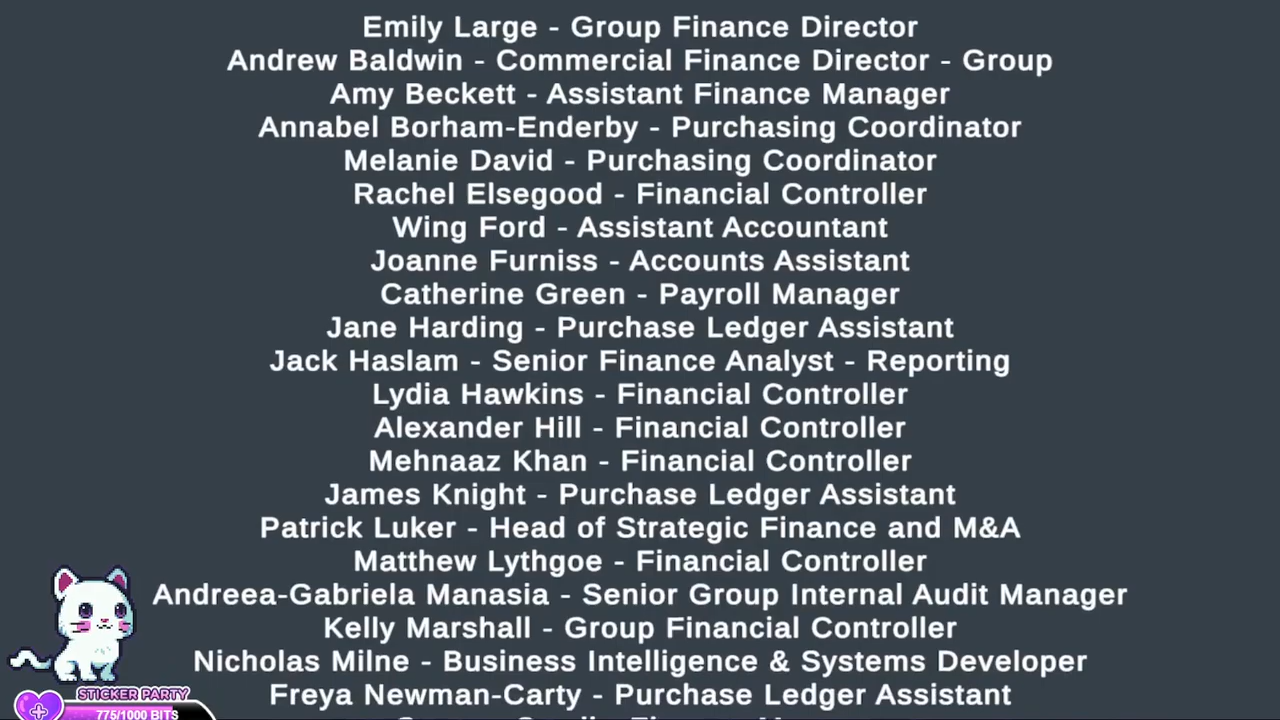 Emily Large - Group Finance Director
Andrew Baldwin - Commercial Finance Director - Group
Amy Beckett - Assistant Finance Manager
Annabel Borham-Enderby - Purchasing Coordinator
Melanie David - Purchasing Coordinator
Rachel Elsegood - Financial Controller
Wing Ford - Assistant Accountant
Joanne Furniss - Accounts Assistant
Catherine Green - Payroll Manager
Jane Harding - Purchase Ledger Assistant
Jack Haslam - Senior Finance Analyst - Reporting
Lydia Hawkins - Financial Controller
Alexander Hill - Financial Controller
Mehnaaz Khan - Financial Controller
James Knight - Purchase Ledger Assistant
Patrick Luker - Head of Strategic Finance and M&A
Matthew Lythgoe - Financial Controller
Andreea-Gabriela Manasia - Senior Group Internal Audit Manager
Kelly Marshall - Group Financial Controller
Nicholas Milne - Business Intelligence & Systems Developer
Freya Newman-Carty - Purchase Ledger Assistant
STICKER PARTY
775/1000 BITS